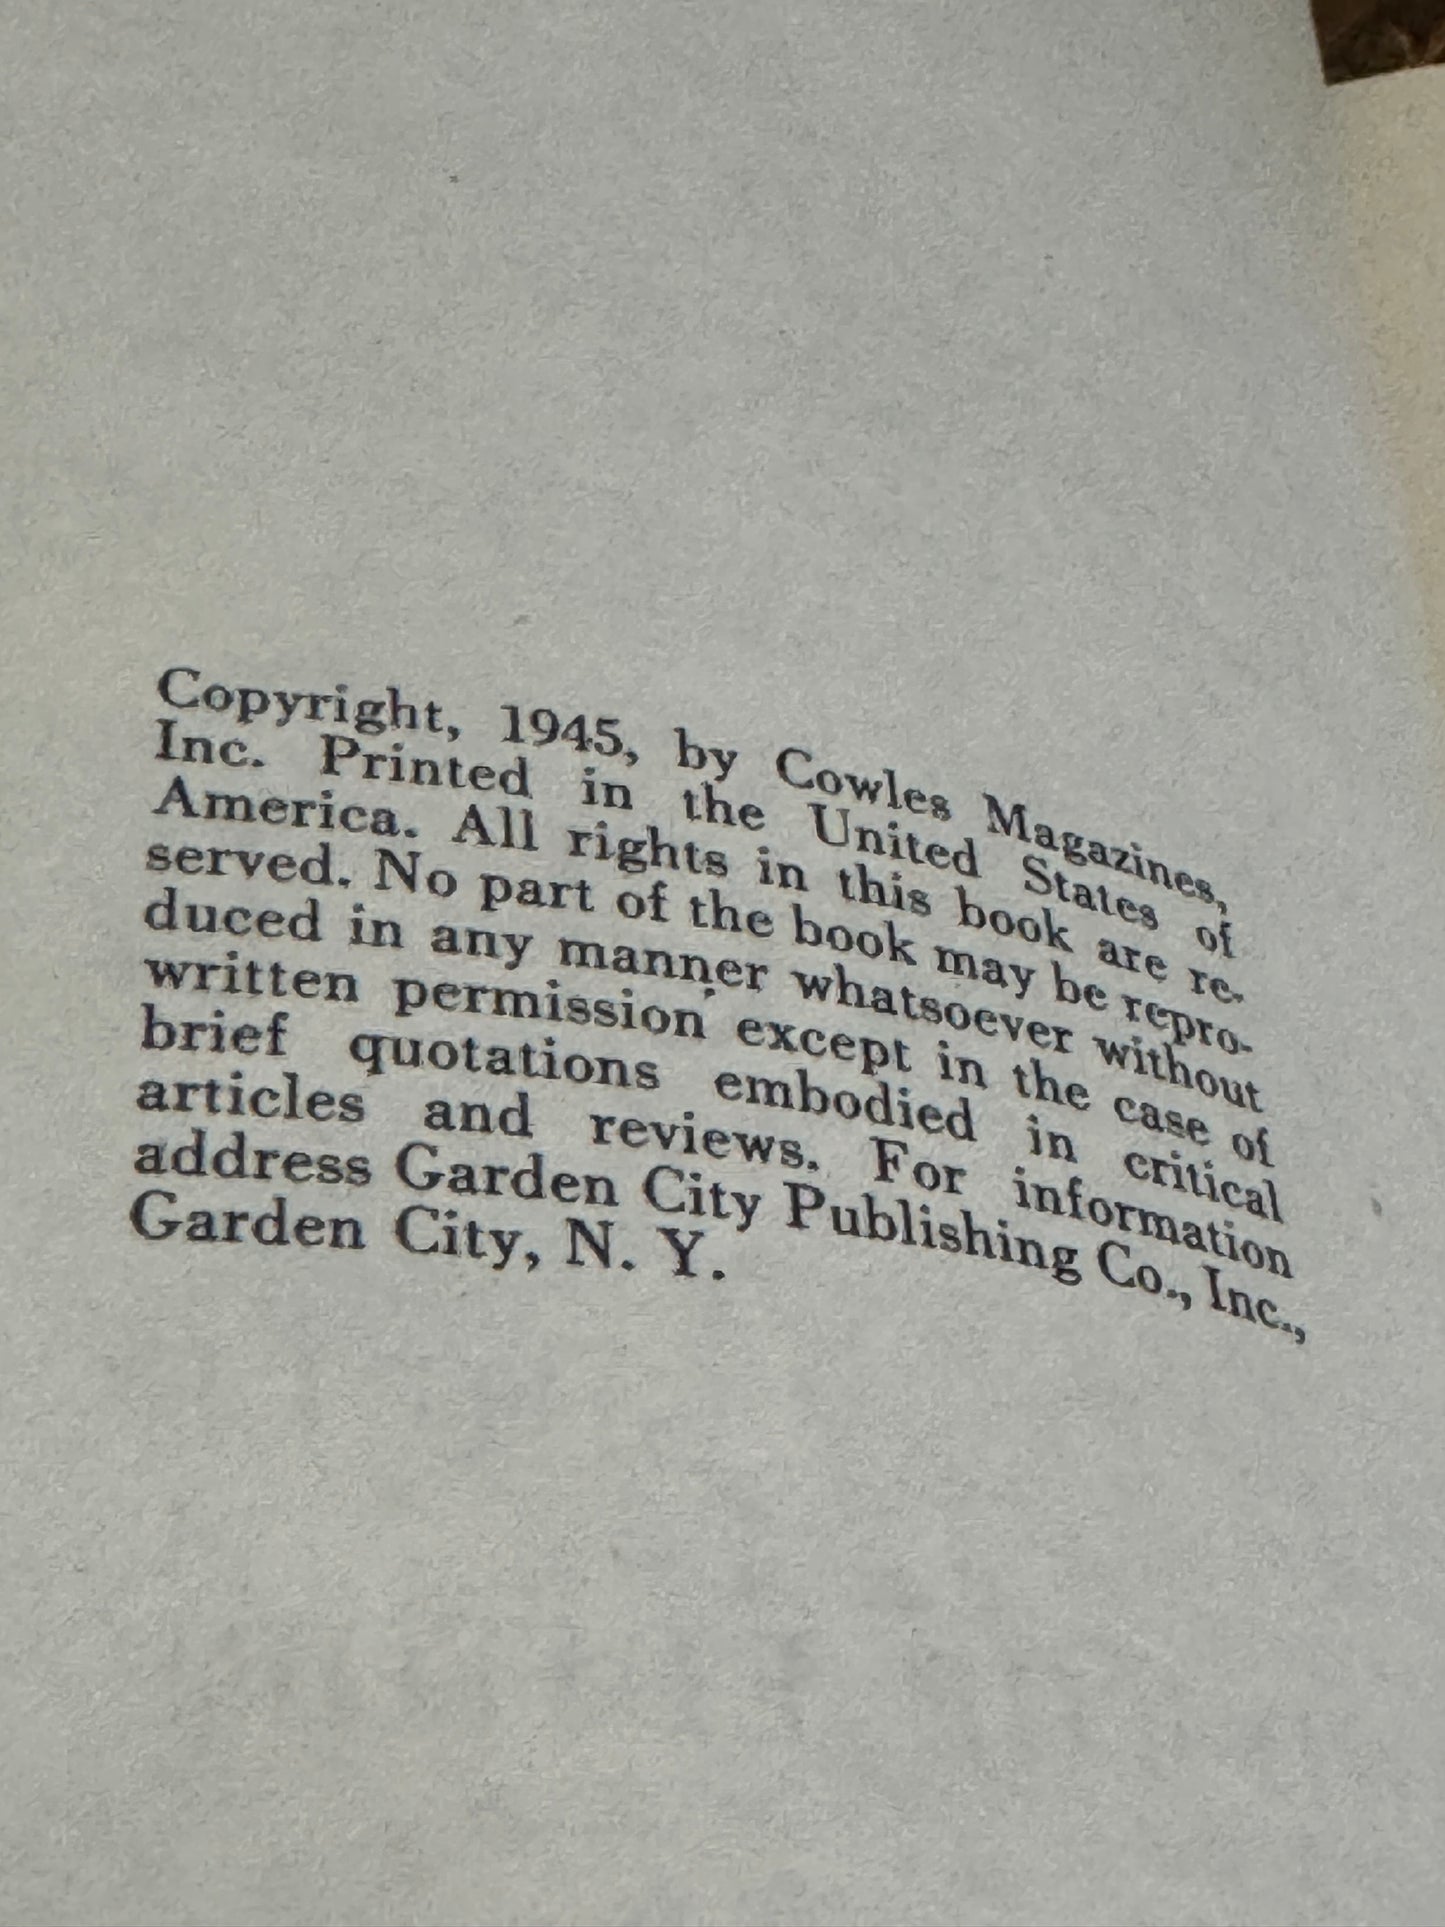 Copyright, 1945, by Cowles Magazines,
Inc. Printed in the United States of
America. All rights in this book are re-
served. No part of the book may be repro-
duced in any manner whatsoever without
written permission except in the case of
brief quotations embodied in critical
articles and reviews. For information
address Garden City Publishing Co., Inc.,
Garden City, N. Y.